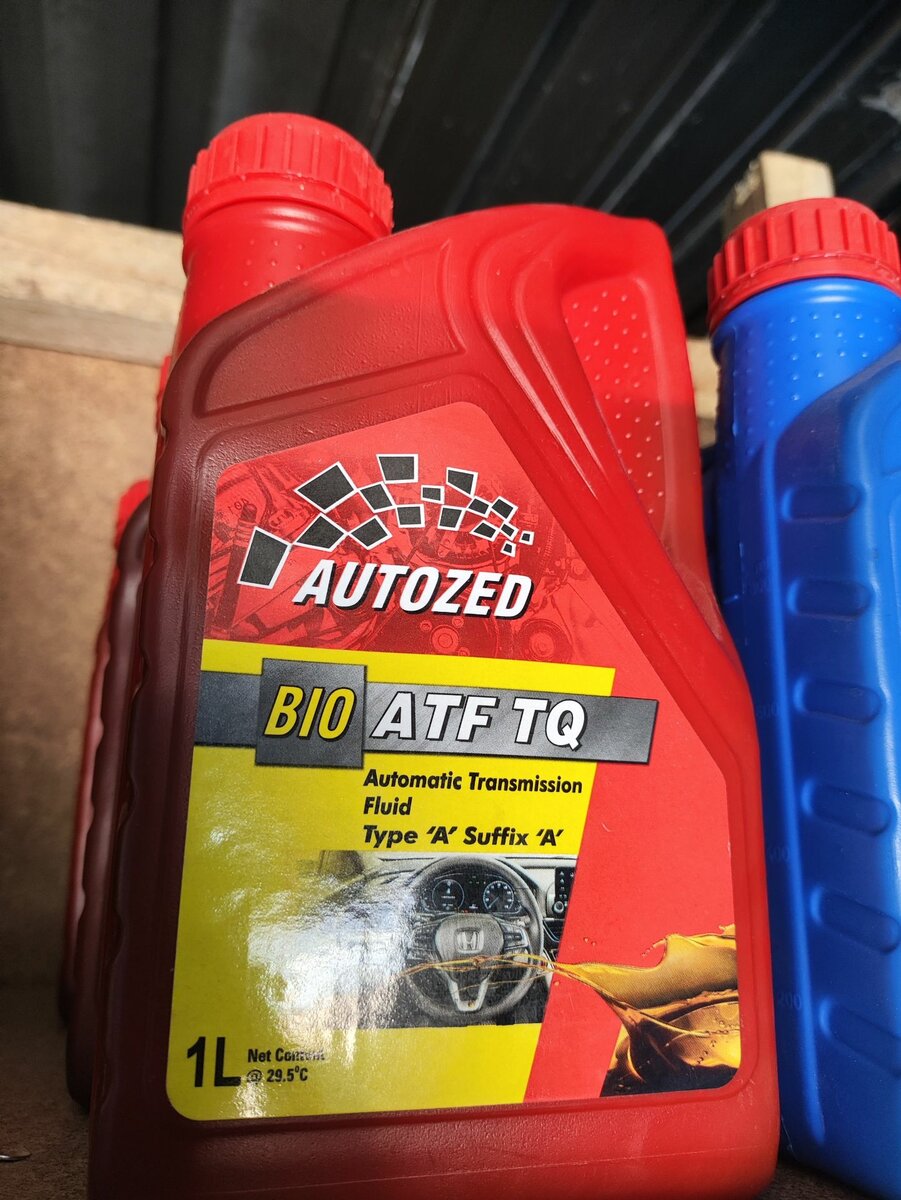 AUTOZED
BIO ATF TQ
Automatic Transmission
Fluid
Type 'A' Suffix 'A'
1L Net Content
@ 29.5°C